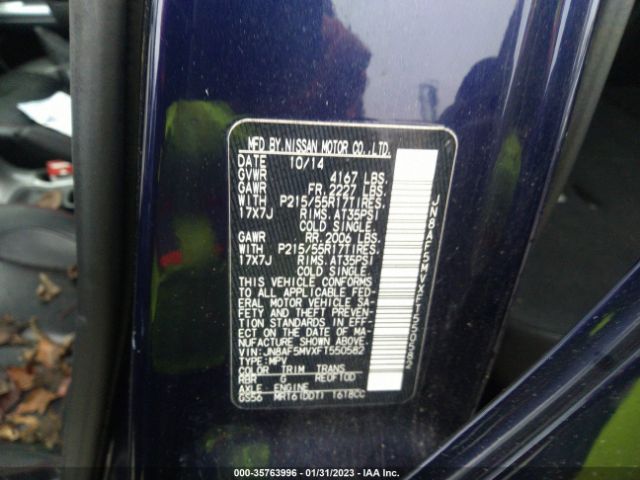 MFD BY NISSAN MOTOR CO.,LTD.
DATE 10/14
GVWR 4167 LBS.
GAWR FR. 2227 LBS.
WITH P215/55R17TIRES.
17X7J RIMS. AT35PSI
COLD SINGLE.
GAWR RR. 2006 LBS.
WITH P215/55R17TIRES.
17X7J RIMS. AT35PSI
COLD SINGLE.
THIS VEHICLE CONFORMS
TO ALL APPLICABLE FED-
ERAL MOTOR VEHICLE SA-
FETY AND THEFT PREVENT-
ION STANDARDS IN EFF-
ECT ON THE DATE OF MA-
NUFACTURE SHOWN ABOVE.
VIN: JN8AF5MVXFT550582
TYPE: MPV
COLOR TRIM TRANS
RBR G RE0F10D
AXLE: ENGINE
GS56 MR16(DDT) 1618CC
JN8AF5MVXFT550582
000-35763996 - 01/31/2023 - IAA Inc.